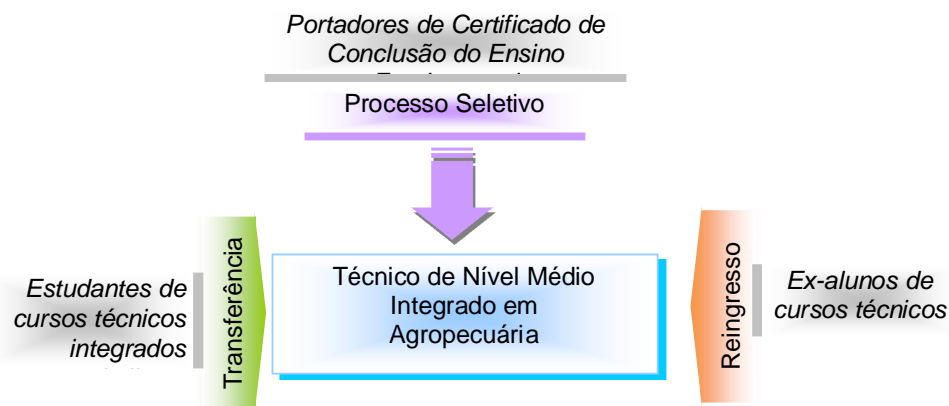 Portadores de Certificado de
Conclusão do Ensino
Processo Seletivo
Transferência
Estudantes de
cursos técnicos
integrados
Técnico de Nível Médio
Integrado em
Agropecuária
Reingresso
Ex-alunos de
cursos técnicos